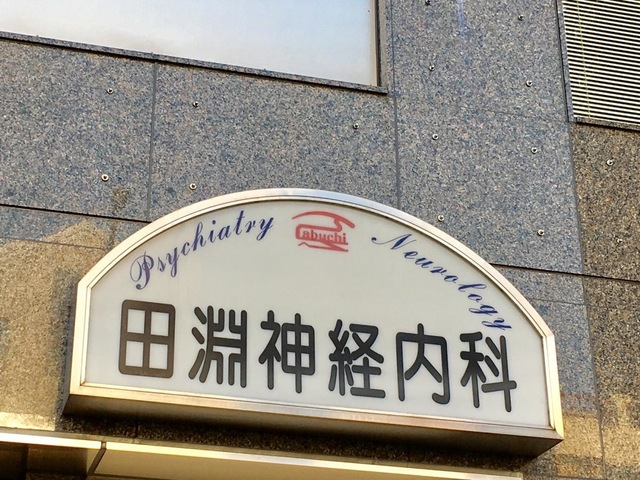 Psychiatry
Tabuchi
Neurology
田淵神経内科